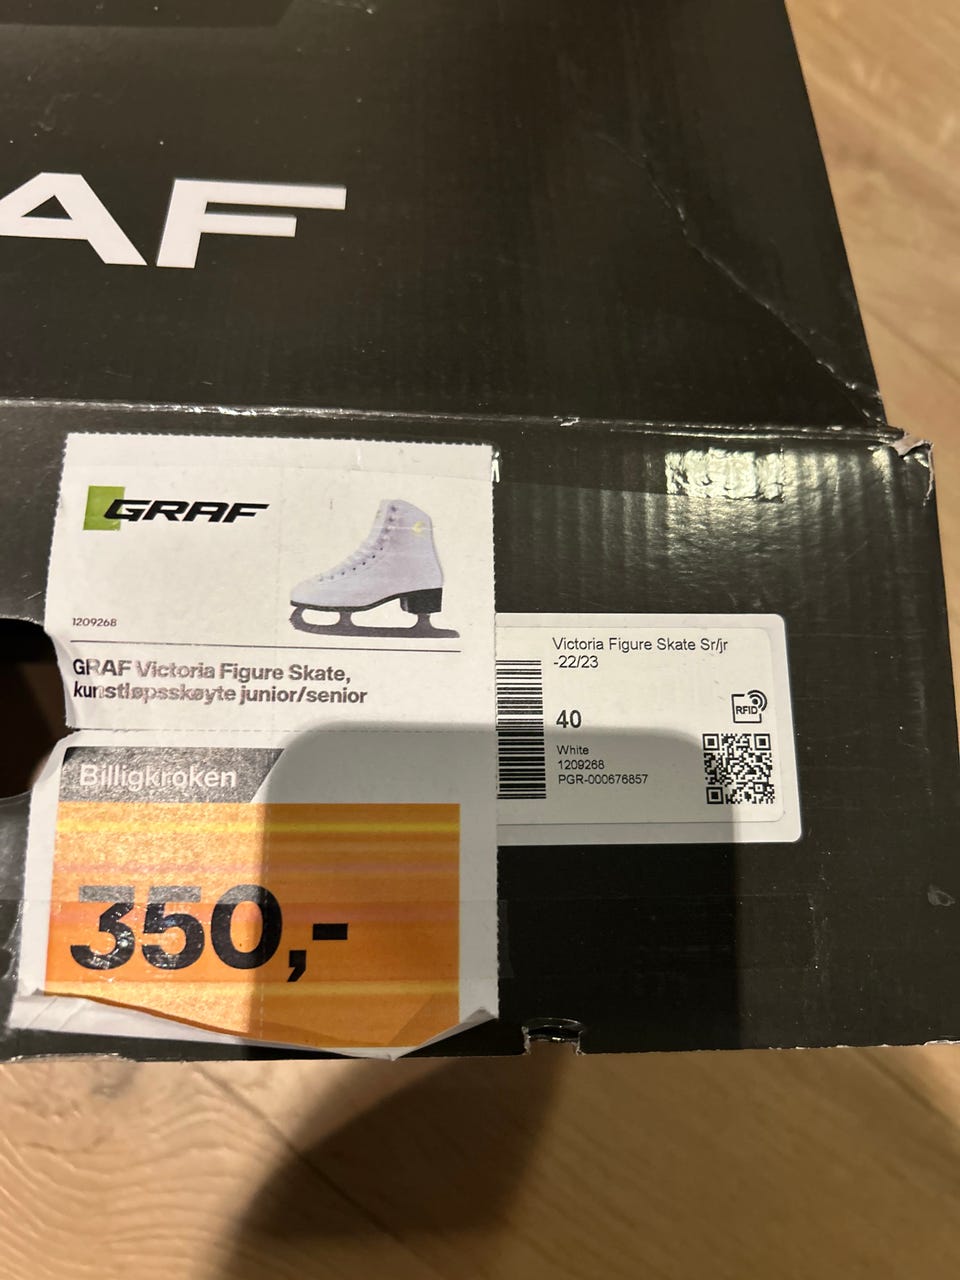 AF
GRAF
1209268
GRAF Victoria Figure Skate,
kunstløpsskøyte junior/senior
Billigkroken
350,-
Victoria Figure Skate Sr/jr
-22/23
RFID
40
White
1209268
PGR-000676857